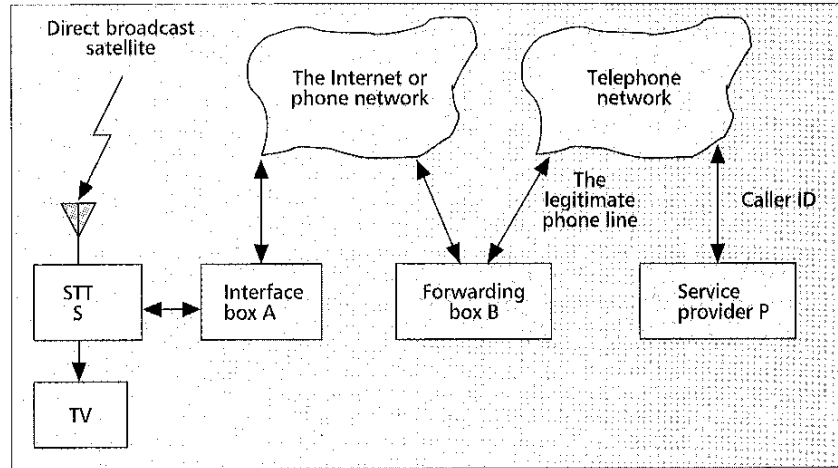 Direct broadcast
satellite
The Internet or
phone network
Telephone
network
The
legitimate
phone line
Caller ID
STT
S
Interface
box A
Forwarding
box B
Service
provider P
TV